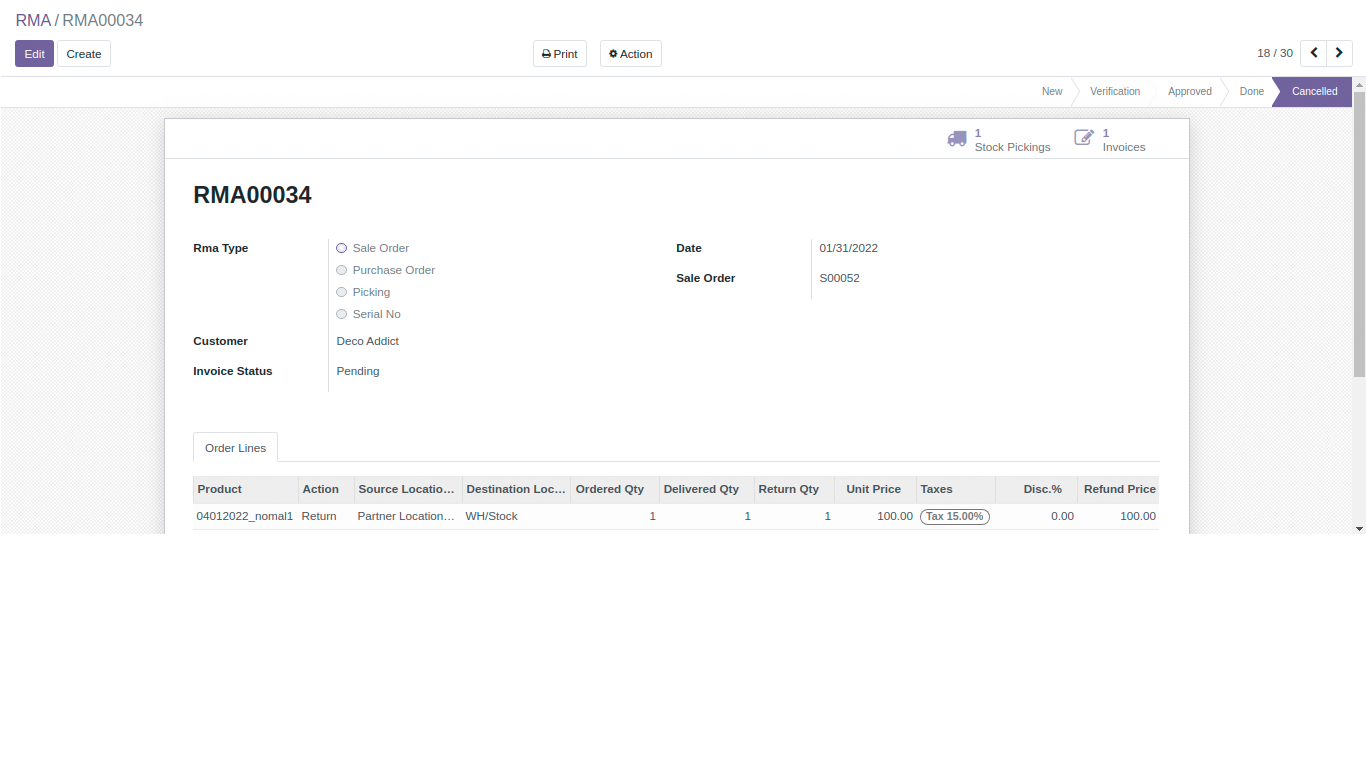 RMA / RMA00034
Edit Create Print Action 18 / 30
New Verification Approved Done Cancelled
1 Stock Pickings
1 Invoices
RMA00034
Rma Type
Sale Order
Purchase Order
Picking
Serial No
Customer Deco Addict
Invoice Status Pending
Date 01/31/2022
Sale Order S00052
Order Lines
Product Action Source Locatio… Destination Loc… Ordered Qty Delivered Qty Return Qty Unit Price Taxes Disc.% Refund Price
04012022_nomal1 Return Partner Location… WH/Stock 1 1 1 100.00 Tax 15.00% 0.00 100.00